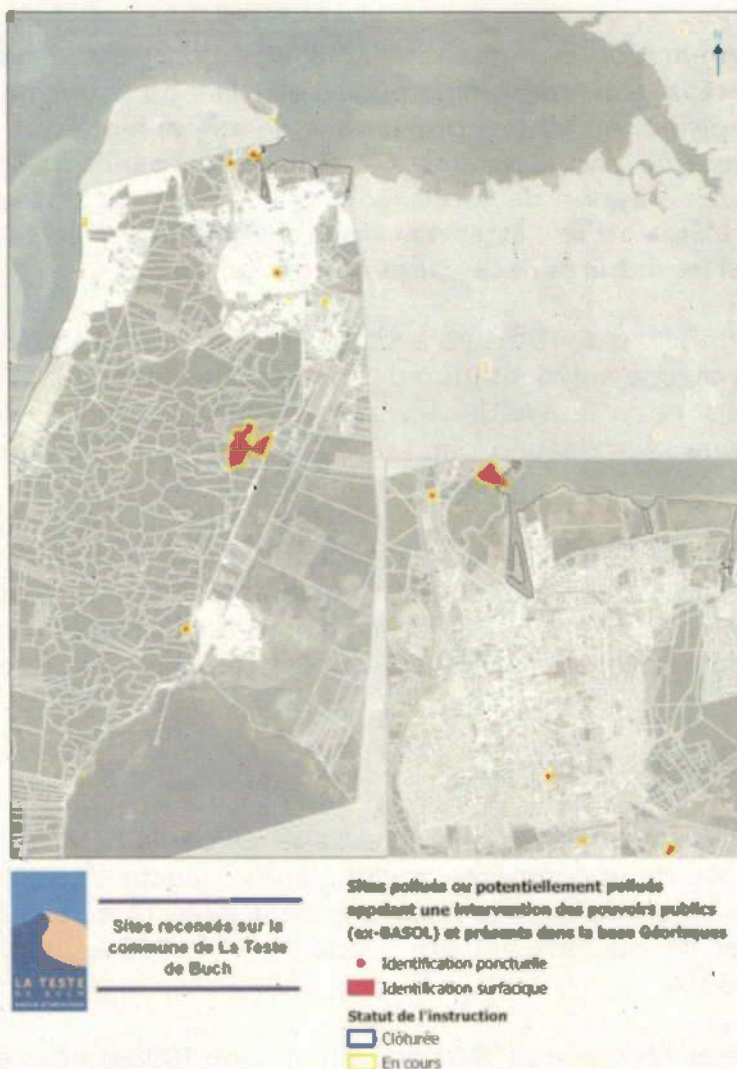 Sites recensés sur la
commune de La Teste
de Buch
LA TESTE
DE BUCH
Sites pollués ou potentiellement pollués
appelant une intervention des pouvoirs publics
(ex-BASOL) et présents dans la base Géorisques
Identification ponctuelle
Identification surfacique
Statut de l'instruction
Clôturée
En cours